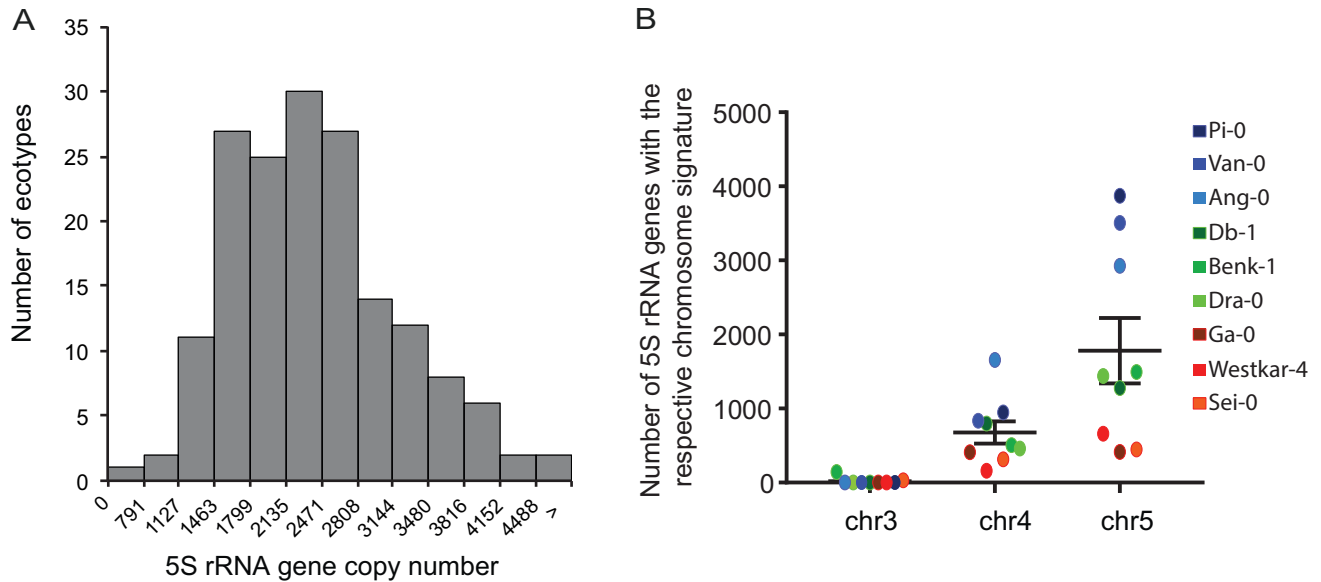 A
35
30
25
20
15
10
5
0
Number of ecotypes
0
791
1127
1463
1799
2135
2471
2808
3144
3480
3816
4152
4488
>
5S rRNA gene copy number
B
Number of 5S rRNA genes with the
respective chromosome signature
5000
4000
3000
2000
1000
0
chr3
chr4
chr5
Pi-0
Van-0
Ang-0
Db-1
Benk-1
Dra-0
Ga-0
Westkar-4
Sei-0